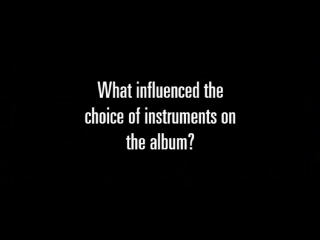 What influenced the
choice of instruments on
the album?